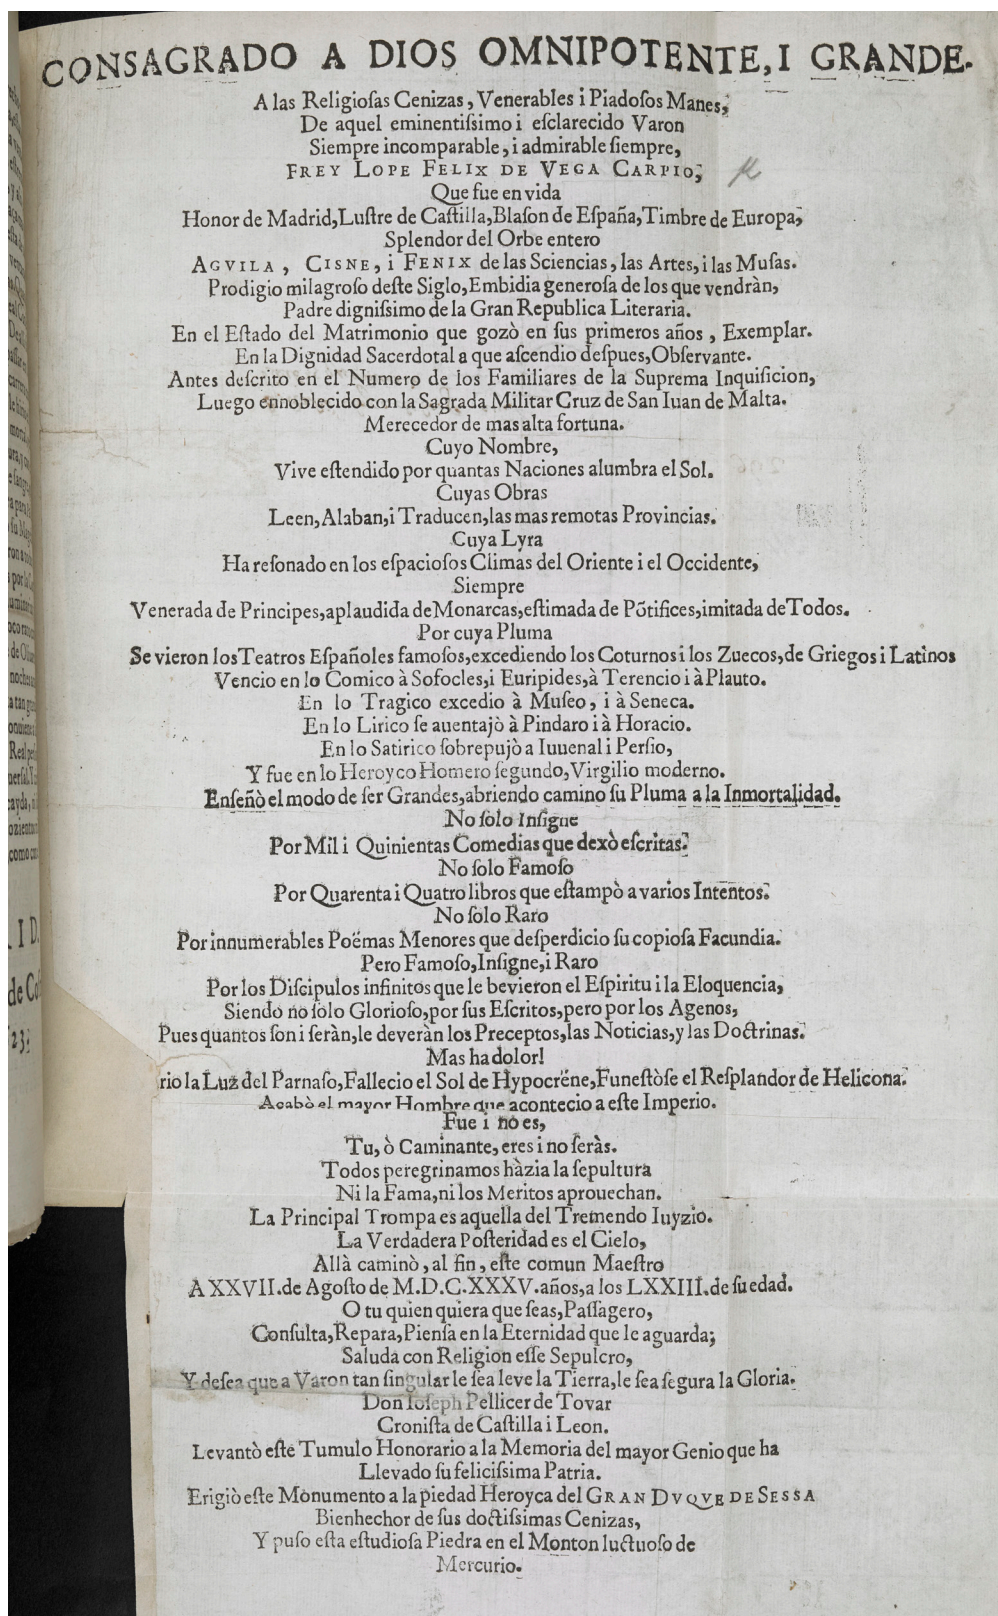 CONSAGRADO A DIOS OMNIPOTENTE, I GRANDE.
A las Religioſas Cenizas, Venerables i Piadoſos Manes,
De aquel eminentiſsimo i eſclarecido Varon
Siempre incomparable, i admirable ſiempre,
FREY LOPE FELIX DE VEGA CARPIO;
Que fue en vida
Honor de Madrid, Luſtre de Caſtilla, Blaſon de Eſpaña, Timbre de Europa;
Splendor del Orbe entero
AGVILA, CISNE, i FENIX de las Sciencias, las Artes, i las Muſas.
Prodigio milagroſo deſte Siglo, Embidia generoſa de los que vendràn,
Padre digniſsimo de la Gran Republica Literaria.
En el Eſtado del Matrimonio que gozò en ſus primeros años, Exemplar.
En la Dignidad Sacerdotal a que aſcendio deſpues, Obſervante.
Antes deſcrito en el Numero de los Familiares de la Suprema Inquiſicion,
Luego ennoblecido con la Sagrada Militar Cruz de San Iuan de Malta.
Merecedor de mas alta fortuna.
Cuyo Nombre,
Vive eſtendido por quantas Naciones alumbra el Sol.
Cuyas Obras
Leen, Alaban, i Traducen, las mas remotas Provincias.
Cuya Lyra
Ha reſonado en los eſpacioſos Climas del Oriente i el Occidente,
Siempre
Venerada de Principes, aplaudida de Monarcas, eſtimada de Põtifices, imitada de Todos.
Por cuya Pluma
Se vieron los Teatros Eſpañoles famoſos, excediendo los Coturnos i los Zuecos, de Griegos i Latinos
Vencio en lo Comico à Sofocles, i Euripides, à Terencio i à Plauto.
En lo Tragico excedio à Muſeo, i à Seneca.
En lo Lirico ſe auentajò à Pindaro i à Horacio.
En lo Satirico ſobrepujò a Iuuenal i Perſio,
Y fue en lo Heroyco Homero ſegundo, Virgilio moderno.
Enſeñò el modo de ſer Grandes, abriendo camino ſu Pluma a la Inmortalidad.
No ſolo Inſigne
Por Mil i Quinientas Comedias que dexò eſcritas.
No ſolo Famoſo
Por Quarenta i Quatro libros que eſtampò a varios Intentos.
No ſolo Raro
Por innumerables Poëmas Menores que deſperdicio ſu copioſa Facundia.
Pero Famoſo, Inſigne, i Raro
Por los Diſcipulos infinitos que le bevieron el Eſpiritu i la Eloquencia,
Siendo no ſolo Glorioſo, por ſus Eſcritos, pero por los Agenos,
Pues quantos ſon i ſeràn, le deveràn los Preceptos, las Noticias, y las Doctrinas.
Mas ha dolor!
rio la Luz del Parnaſo, Fallecio el Sol de Hypocrëne, Funeſtòſe el Reſplandor de Helicona.
Acabò el mayor Hombre que acontecio a eſte Imperio.
Fue i no es,
Tu, ò Caminante, eres i no ſeràs.
Todos peregrinamos hàzia la ſepultura
Ni la Fama, ni los Meritos aprouechan.
La Principal Trompa es aquella del Tremendo Iuyzio.
La Verdadera Poſteridad es el Cielo,
Allà caminò, al fin, eſte comun Maeſtro
A XXVII. de Agoſto de M.D.C.XXXV. años, a los LXXIII. de ſu edad.
O tu quien quiera que ſeas, Paſſagero,
Conſulta, Repara, Pienſa en la Eternidad que le aguarda;
Saluda con Religion eſſe Sepulcro,
Y deſea que a Varon tan ſingular le ſea leve la Tierra, le ſea ſegura la Gloria.
Don Ioſeph Pellicer de Tovar
Croniſta de Caſtilla i Leon.
Levantò eſte Tumulo Honorario a la Memoria del mayor Genio que ha
Llevado ſu feliciſsima Patria.
Erigiò eſte Monumento a la piedad Heroyca del GRAN DVQVE DE SESSA
Bienhechor de ſus doctiſsimas Cenizas,
Y puſo eſta eſtudioſa Piedra en el Monton luctuoſo de
Mercurio.